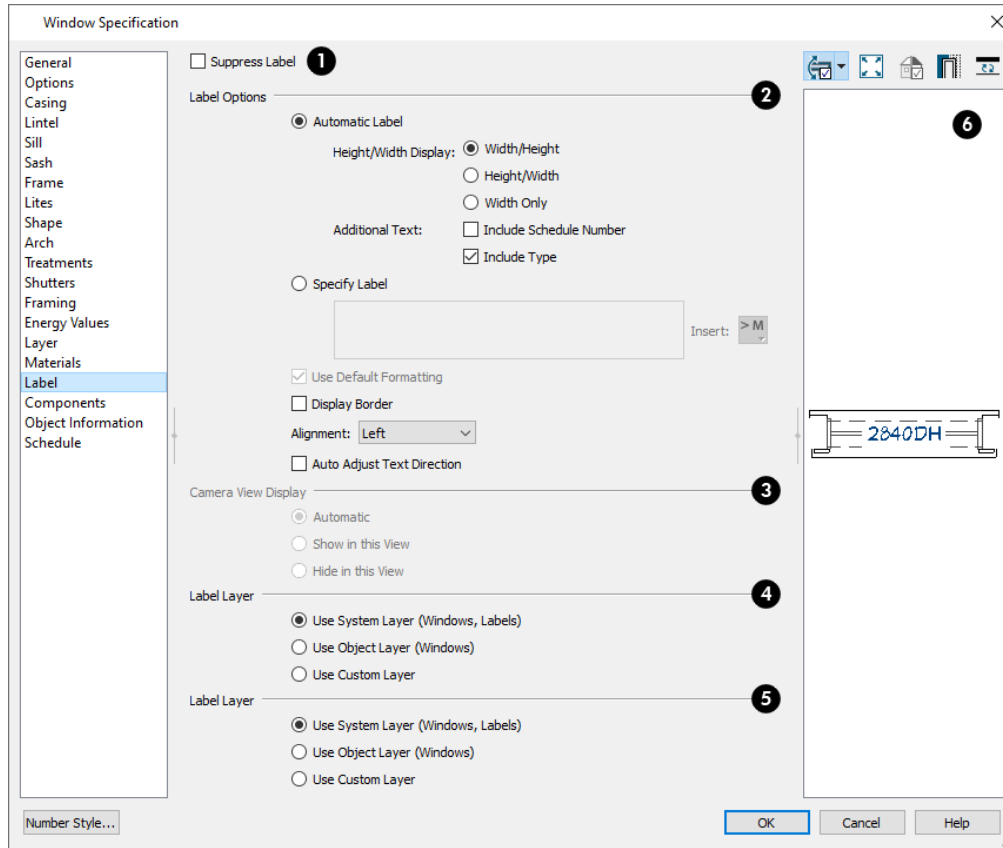 Window Specification
General
Options
Casing
Lintel
Sill
Sash
Frame
Lites
Shape
Arch
Treatments
Shutters
Framing
Energy Values
Layer
Materials
Label
Components
Object Information
Schedule
Suppress Label 1
Label Options 2
Automatic Label
Height/Width Display: Width/Height
Height/Width
Width Only
Additional Text: Include Schedule Number
Include Type
Specify Label
Insert: > M
Use Default Formatting
Display Border
Alignment: Left
Auto Adjust Text Direction
Camera View Display 3
Automatic
Show in this View
Hide in this View
Label Layer 4
Use System Layer (Windows, Labels)
Use Object Layer (Windows)
Use Custom Layer
Label Layer 5
Use System Layer (Windows, Labels)
Use Object Layer (Windows)
Use Custom Layer
6
2840DH
Number Style... OK Cancel Help